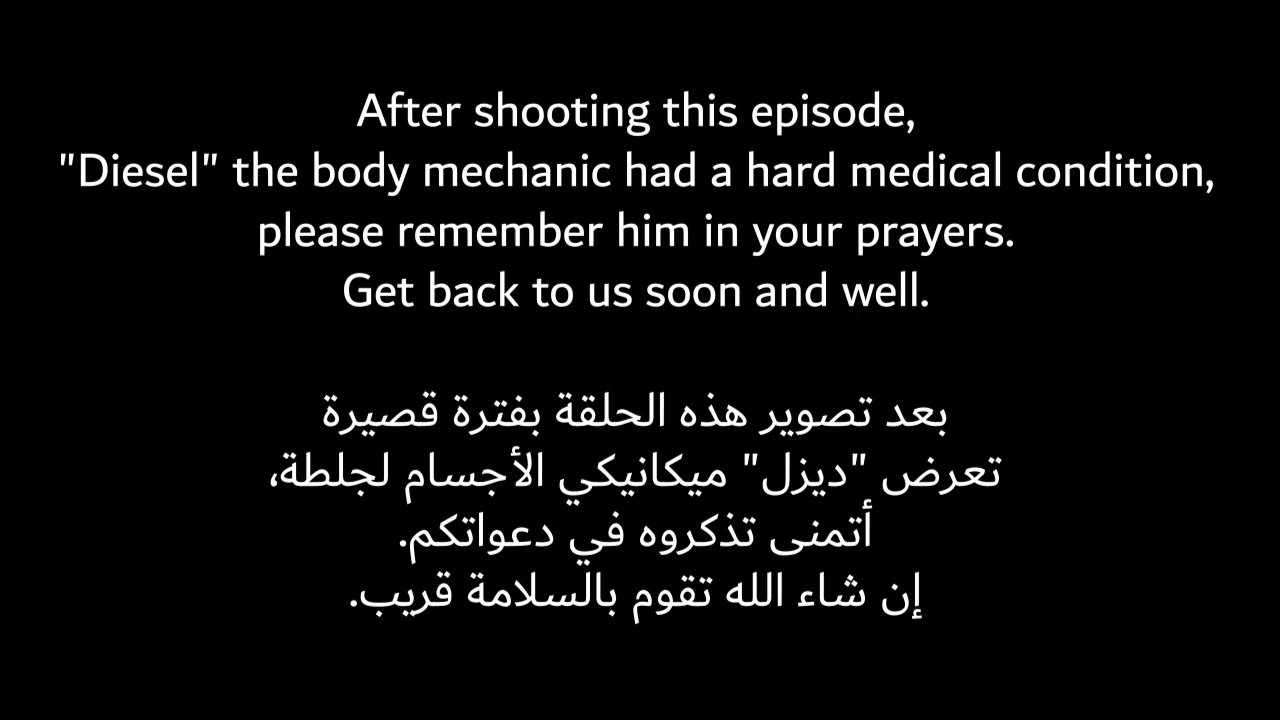 After shooting this episode,
"Diesel" the body mechanic had a hard medical condition,
please remember him in your prayers.
Get back to us soon and well.
بعد تصوير هذه الحلقة بفترة قصيرة
تعرض "ديزل" ميكانيكي الأجسام لجلطة،
أتمنى تذكروه في دعواتكم.
إن شاء الله تقوم بالسلامة قريب.